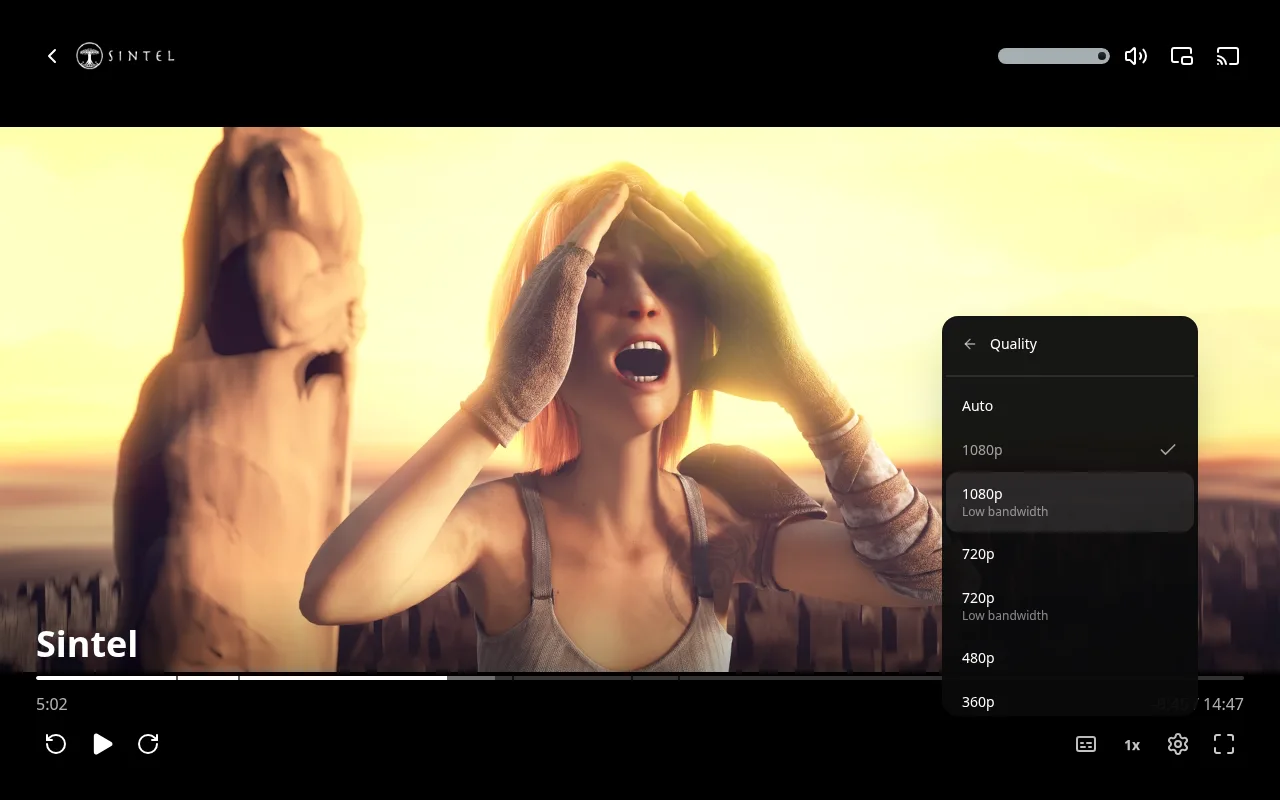 SINTEL
Quality
Auto
1080p
1080p
Low bandwidth
720p
720p
Low bandwidth
480p
360p
Sintel
5:02
/ 14:47
1x